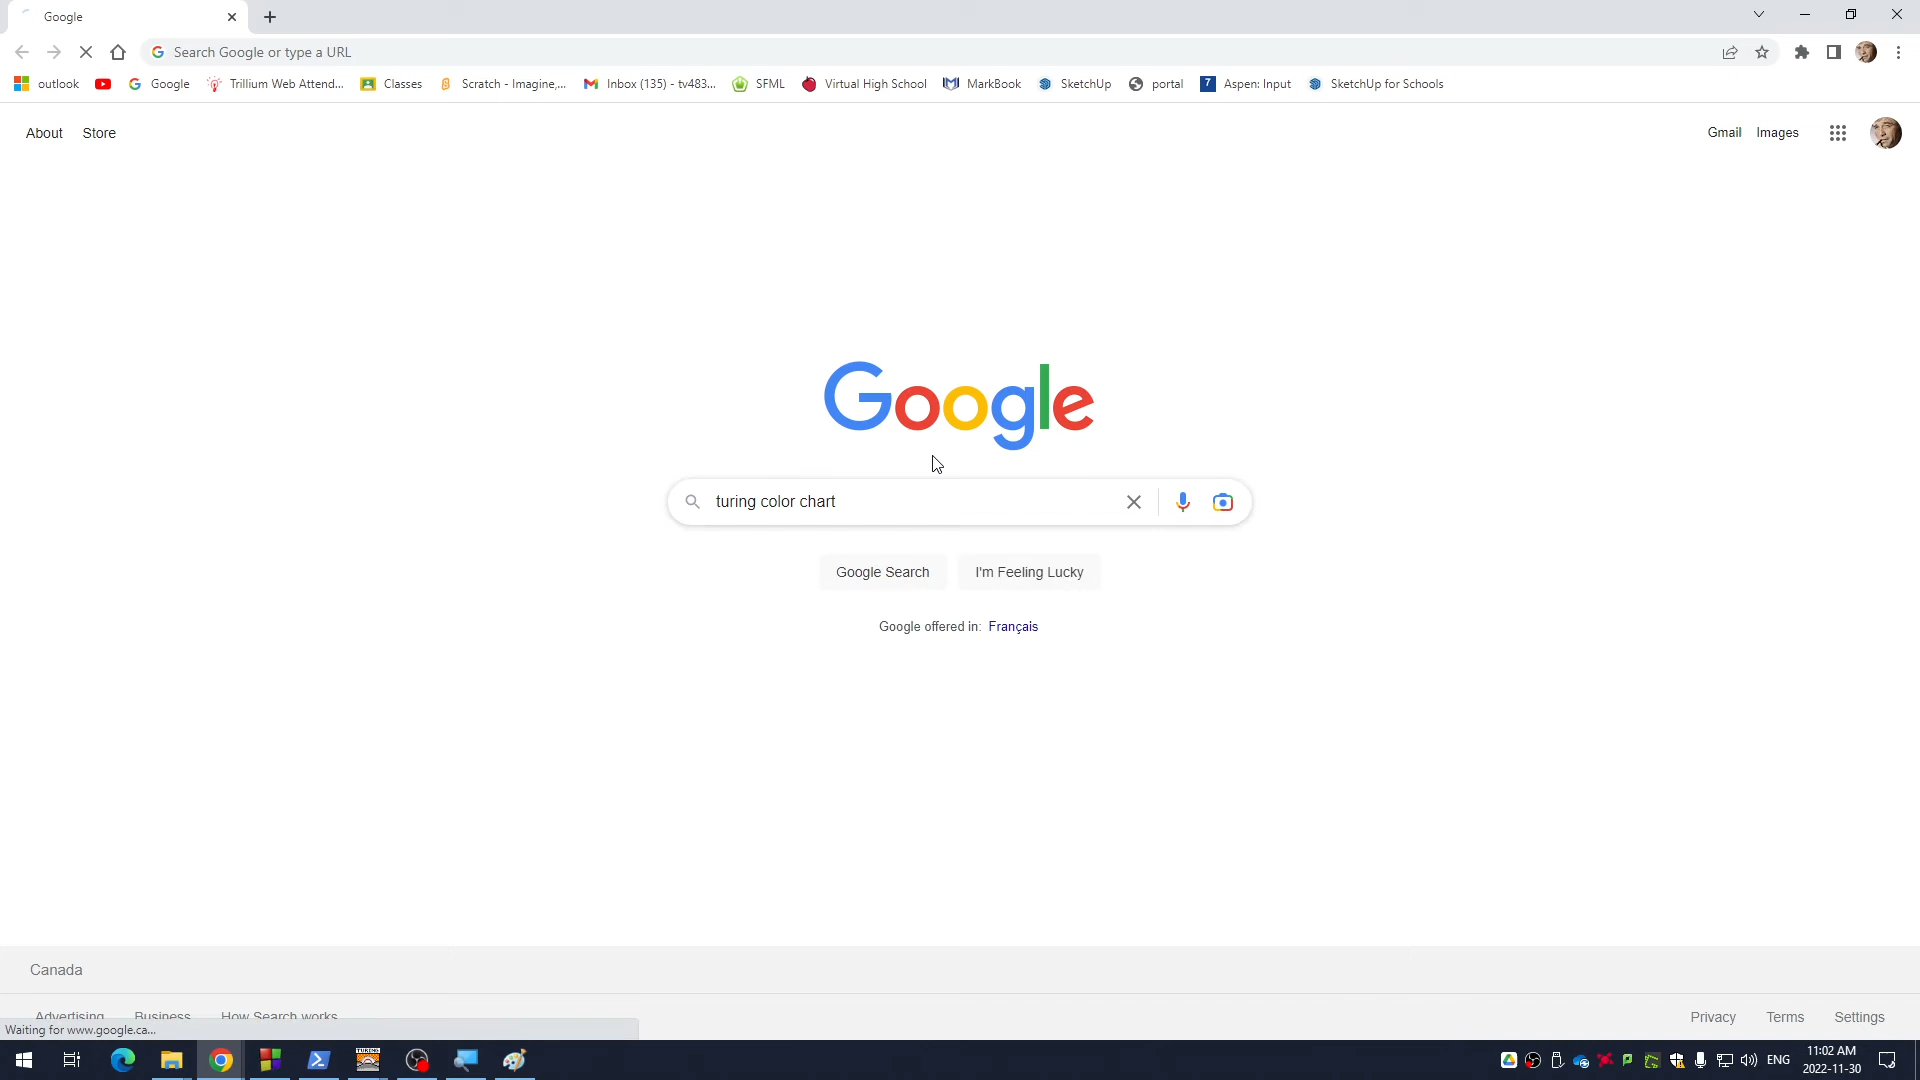 Google
Search Google or type a URL
outlook
Google
Trillium Web Attend...
Classes
Scratch - Imagine,...
Inbox (135) - tv483...
SFML
Virtual High School
MarkBook
SketchUp
portal
7
Aspen: Input
SketchUp for Schools
About
Store
Gmail
Images
Google
turing color chart
Google Search
I'm Feeling Lucky
Google offered in: Français
Canada
Advertising
Business
How Search works
Privacy
Terms
Settings
Waiting for www.google.ca...
TURING
ENG
11:02 AM
2022-11-30